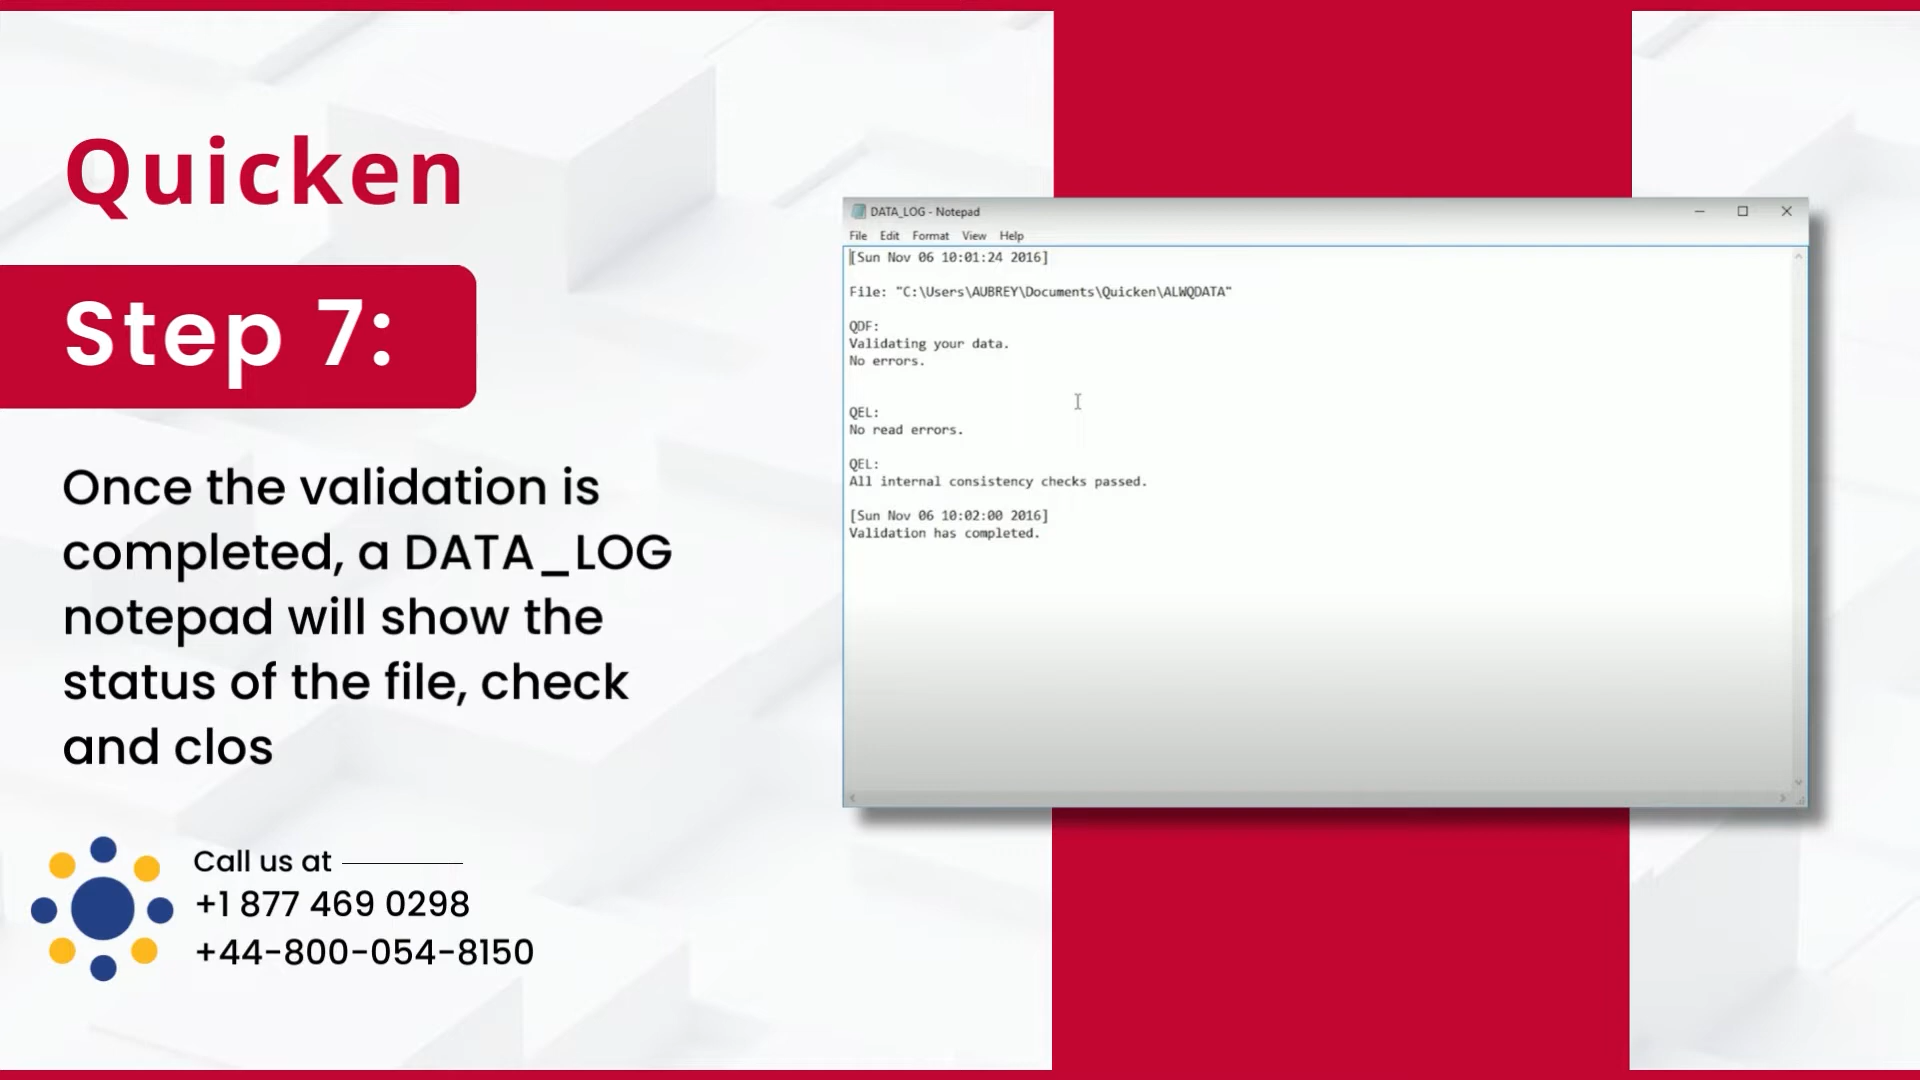 Quicken
Step 7:
Once the validation is
completed, a DATA_LOG
notepad will show the
status of the file, check
and clos
Call us at
+1 877 469 0298
+44-800-054-8150
DATA_LOG - Notepad
File Edit Format View Help
[Sun Nov 06 10:01:24 2016]
File: "C:\Users\AUBREY\Documents\Quicken\ALWQDATA"
QDF:
Validating your data.
No errors.
QEL:
No read errors.
QEL:
All internal consistency checks passed.
[Sun Nov 06 10:02:00 2016]
Validation has completed.